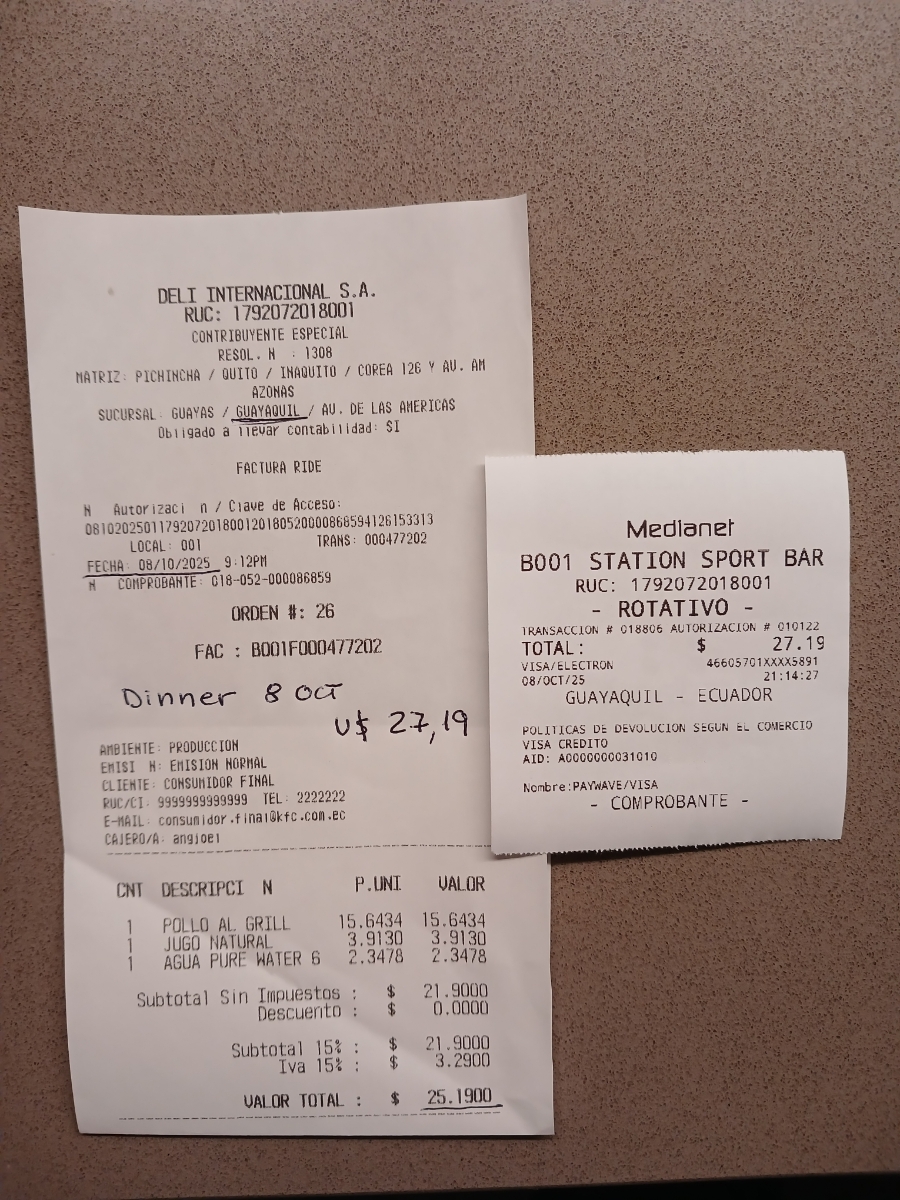 DELI INTERNACIONAL S.A.
RUC: 1792072018001
CONTRIBUYENTE ESPECIAL
RESOL. N : 1308
MATRIZ: PICHINCHA / QUITO / INAQUITO / COREA 126 Y AV. AM
AZONAS
SUCURSAL: GUAYAS / GUAYAQUIL / AV. DE LAS AMERICAS
Obligado a llevar contabilidad: SI
FACTURA RIDE
N Autorizaci n / Clave de Acceso:
0810202501179207201800120180520000868594126153313
LOCAL: 001 TRANS: 000477202
FECHA: 08/10/2025 9:12PM
N COMPROBANTE: 018-052-000086859
ORDEN #: 26
FAC : B001F000477202
Dinner 8 OCT
U$ 27,19
AMBIENTE: PRODUCCION
EMISI N: EMISION NORMAL
CLIENTE: CONSUMIDOR FINAL
RUC/CI: 9999999999999 TEL: 2222222
E-MAIL: consumidor.final@kfc.com.ec
CAJERO/A: angjoel
CNT DESCRIPCI N P.UNI VALOR
1 POLLO AL GRILL 15.6434 15.6434
1 JUGO NATURAL 3.9130 3.9130
1 AGUA PURE WATER 6 2.3478 2.3478
Subtotal Sin Impuestos : $ 21.9000
Descuento : $ 0.0000
Subtotal 15% : $ 21.9000
Iva 15% : $ 3.2900
VALOR TOTAL : $ 25.1900
Medianet
B001 STATION SPORT BAR
RUC: 1792072018001
- ROTATIVO -
TRANSACCION # 018806 AUTORIZACION # 010122
TOTAL: $ 27.19
VISA/ELECTRON 46605701XXXX5891
08/OCT/25 21:14:27
GUAYAQUIL - ECUADOR
POLITICAS DE DEVOLUCION SEGUN EL COMERCIO
VISA CREDITO
AID: A0000000031010
Nombre:PAYWAVE/VISA
- COMPROBANTE -